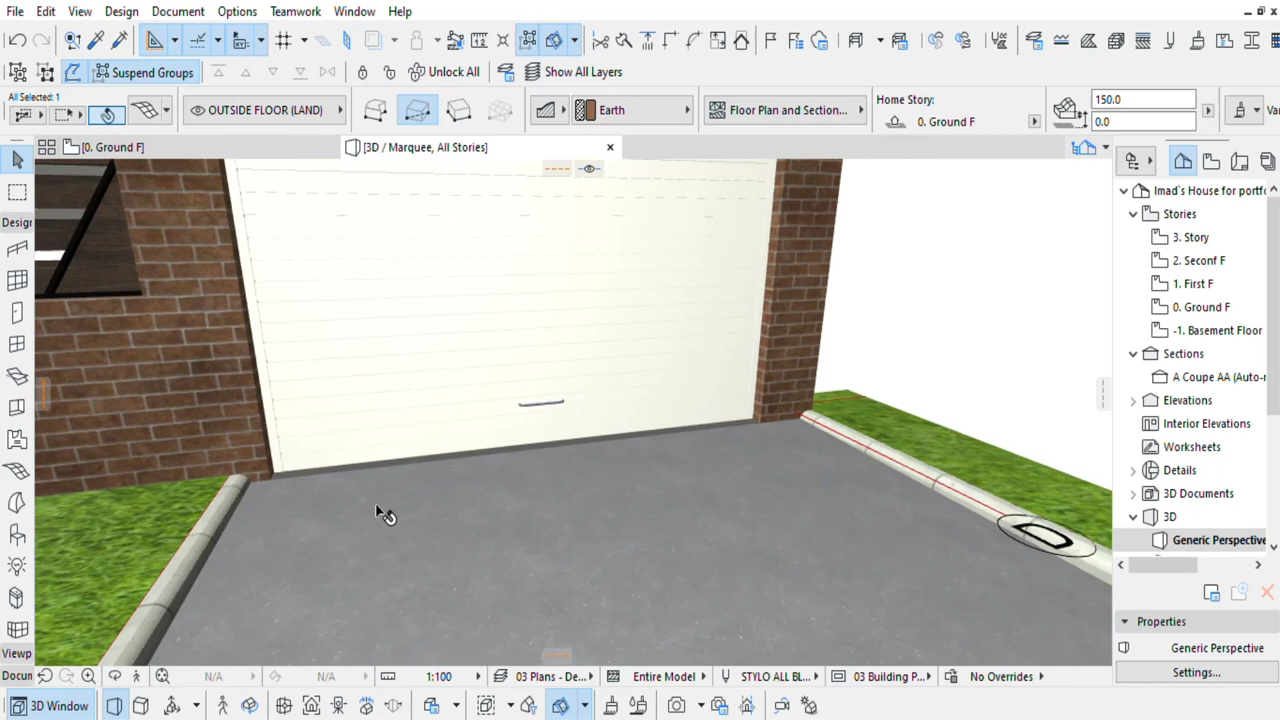 File Edit View Design Document Options Teamwork Window Help
Suspend Groups
Unlock All
Show All Layers
All Selected: 1
OUTSIDE FLOOR (LAND)
Earth
Floor Plan and Section...
Home Story:
0. Ground F
150.0
0.0
Va
[0. Ground F]
[3D / Marquee, All Stories]
Design
Viewp
Docun
Imad's House for portfo
Stories
3. Story
2. Seconf F
1. First F
0. Ground F
-1. Basement Floor
Sections
A Coupe AA (Auto-r
Elevations
Interior Elevations
Worksheets
Details
3D Documents
3D
Generic Perspective
Properties
Generic Perspective
Settings...
N/A
N/A
1:100
03 Plans - De...
Entire Model
STYLO ALL BL...
03 Building P...
No Overrides
3D Window